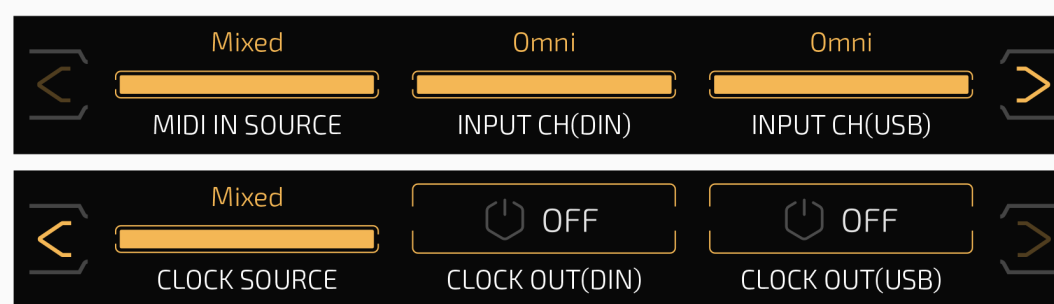 Mixed Omni Omni
MIDI IN SOURCE INPUT CH(DIN) INPUT CH(USB)
Mixed OFF OFF
CLOCK SOURCE CLOCK OUT(DIN) CLOCK OUT(USB)